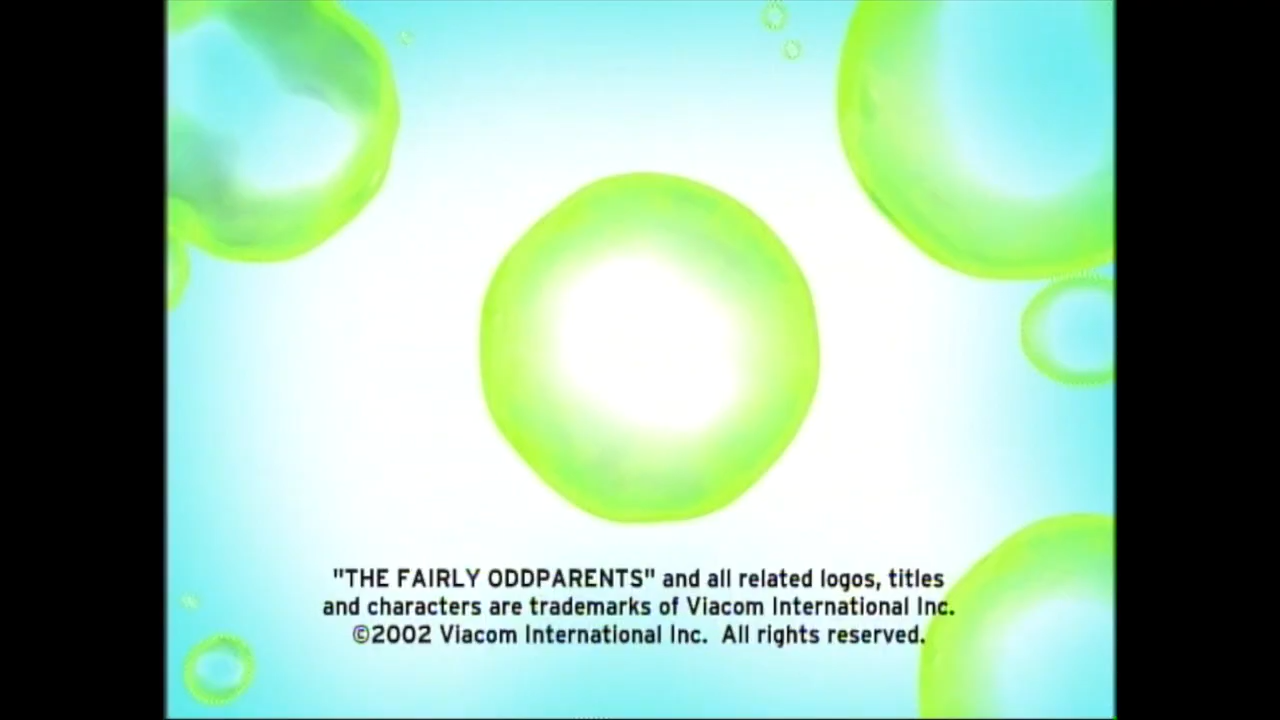 "THE FAIRLY ODDPARENTS" and all related logos, titles
and characters are trademarks of Viacom International Inc.
©2002 Viacom International Inc.  All rights reserved.